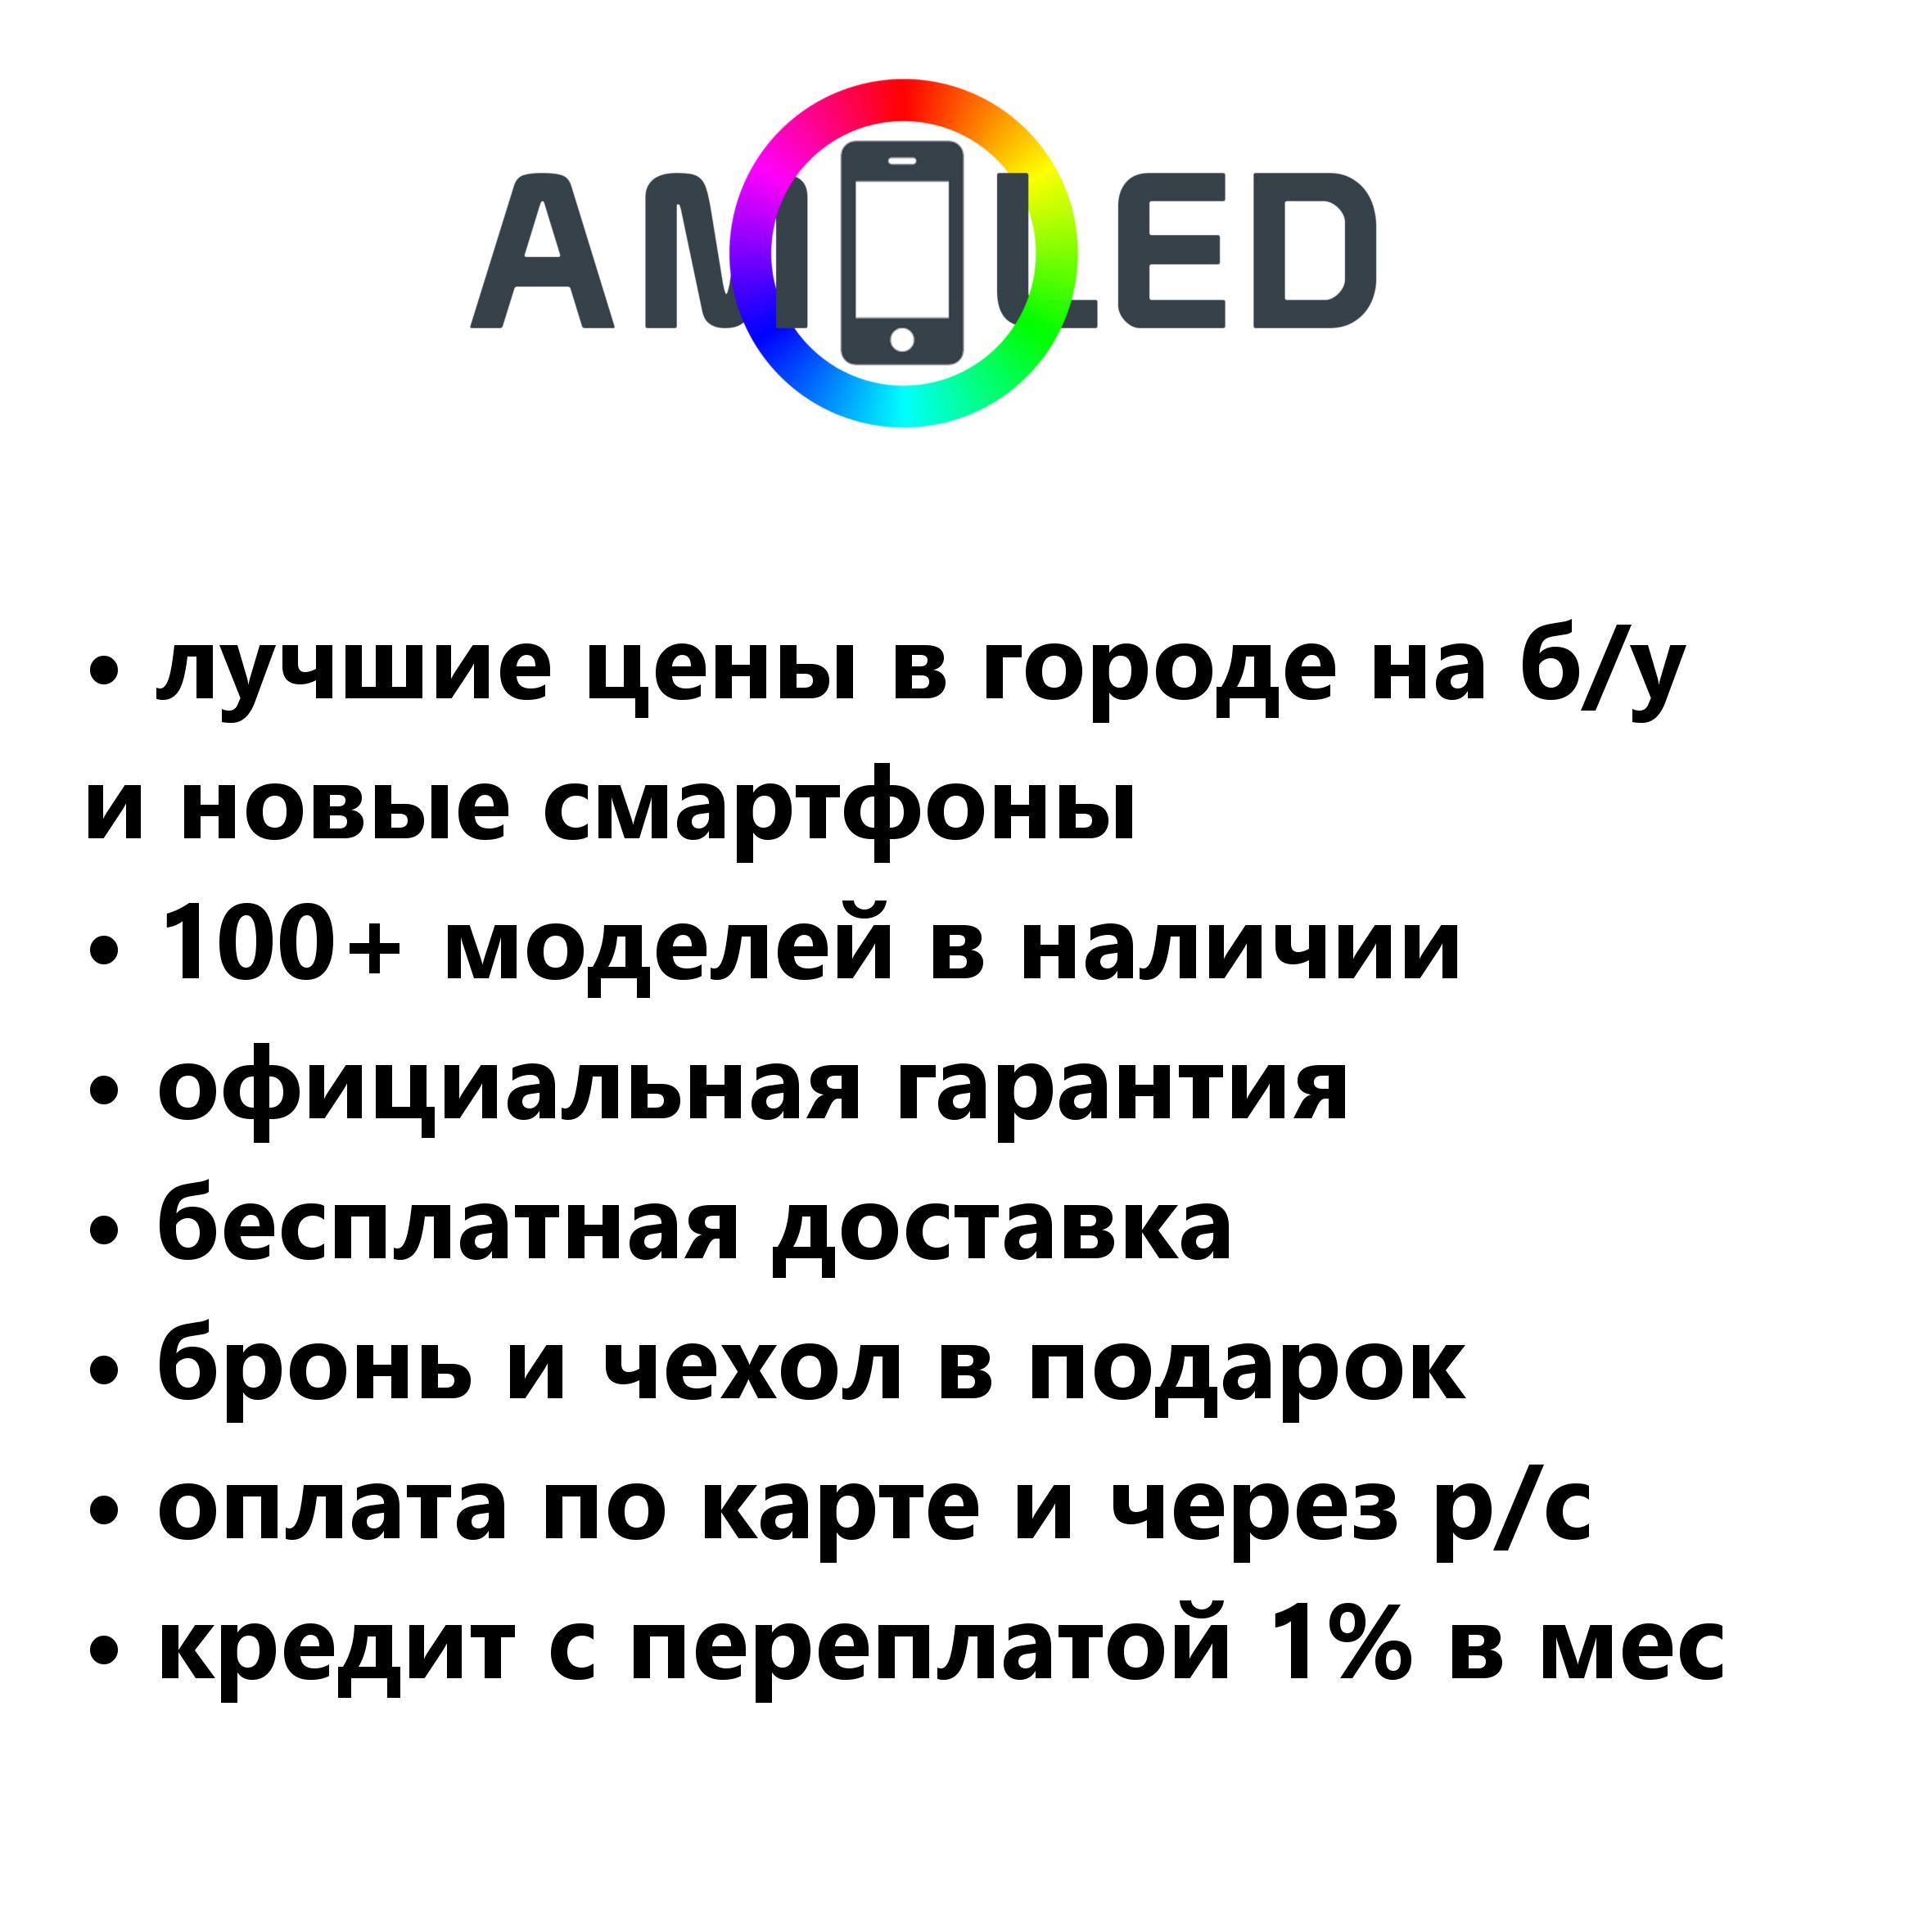 AMOLED
• лучшие цены в городе на б/у
и новые смартфоны
• 100+ моделей в наличии
• официальная гарантия
• бесплатная доставка
• бронь и чехол в подарок
• оплата по карте и через р/с
• кредит с переплатой 1% в мес